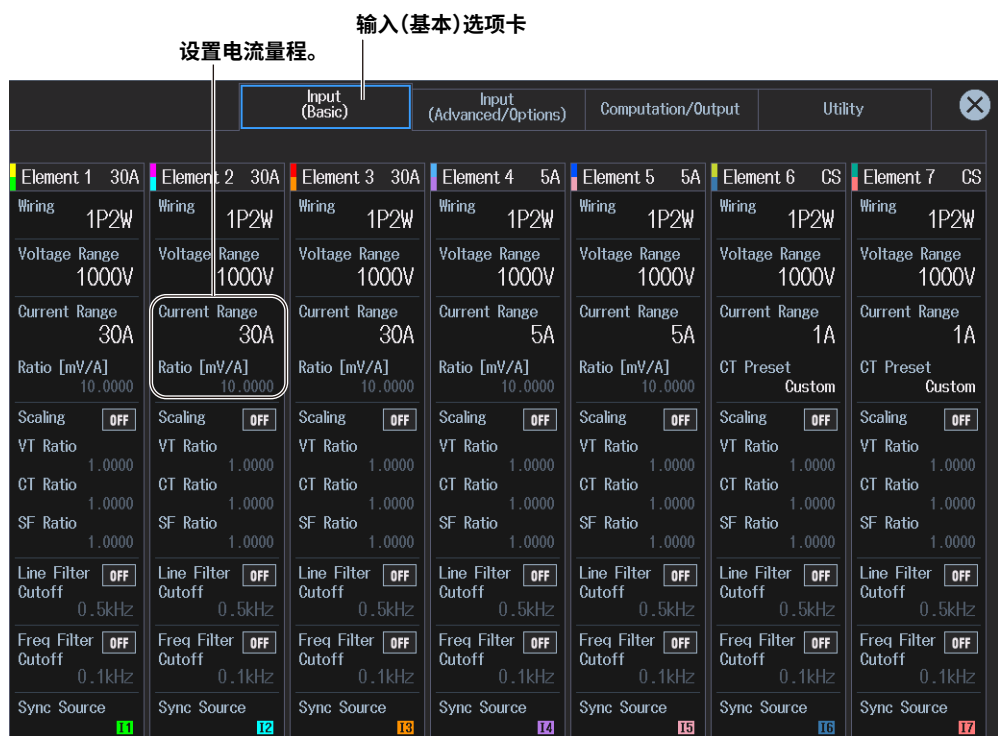 输入(基本)选项卡
设置电流量程。
Input (Basic) Input (Advanced/Options) Computation/Output Utility
Element 1 30A Element 2 30A Element 3 30A Element 4 5A Element 5 5A Element 6 CS Element 7 CS
Wiring Wiring Wiring Wiring Wiring Wiring Wiring
1P2W 1P2W 1P2W 1P2W 1P2W 1P2W 1P2W
Voltage Range Voltage Range Voltage Range Voltage Range Voltage Range Voltage Range Voltage Range
1000V 1000V 1000V 1000V 1000V 1000V 1000V
Current Range Current Range Current Range Current Range Current Range Current Range Current Range
30A 30A 30A 5A 5A 1A 1A
Ratio [mV/A] Ratio [mV/A] Ratio [mV/A] Ratio [mV/A] Ratio [mV/A] CT Preset CT Preset
10.0000 10.0000 10.0000 10.0000 10.0000 Custom Custom
Scaling OFF Scaling OFF Scaling OFF Scaling OFF Scaling OFF Scaling OFF Scaling OFF
VT Ratio VT Ratio VT Ratio VT Ratio VT Ratio VT Ratio VT Ratio
1.0000 1.0000 1.0000 1.0000 1.0000 1.0000 1.0000
CT Ratio CT Ratio CT Ratio CT Ratio CT Ratio CT Ratio CT Ratio
1.0000 1.0000 1.0000 1.0000 1.0000 1.0000 1.0000
SF Ratio SF Ratio SF Ratio SF Ratio SF Ratio SF Ratio SF Ratio
1.0000 1.0000 1.0000 1.0000 1.0000 1.0000 1.0000
Line Filter OFF Line Filter OFF Line Filter OFF Line Filter OFF Line Filter OFF Line Filter OFF Line Filter OFF
Cutoff Cutoff Cutoff Cutoff Cutoff Cutoff Cutoff
0.5kHz 0.5kHz 0.5kHz 0.5kHz 0.5kHz 0.5kHz 0.5kHz
Freq Filter OFF Freq Filter OFF Freq Filter OFF Freq Filter OFF Freq Filter OFF Freq Filter OFF Freq Filter OFF
Cutoff Cutoff Cutoff Cutoff Cutoff Cutoff Cutoff
0.1kHz 0.1kHz 0.1kHz 0.1kHz 0.1kHz 0.1kHz 0.1kHz
Sync Source Sync Source Sync Source Sync Source Sync Source Sync Source Sync Source
I1 I2 I3 I4 I5 I6 I7